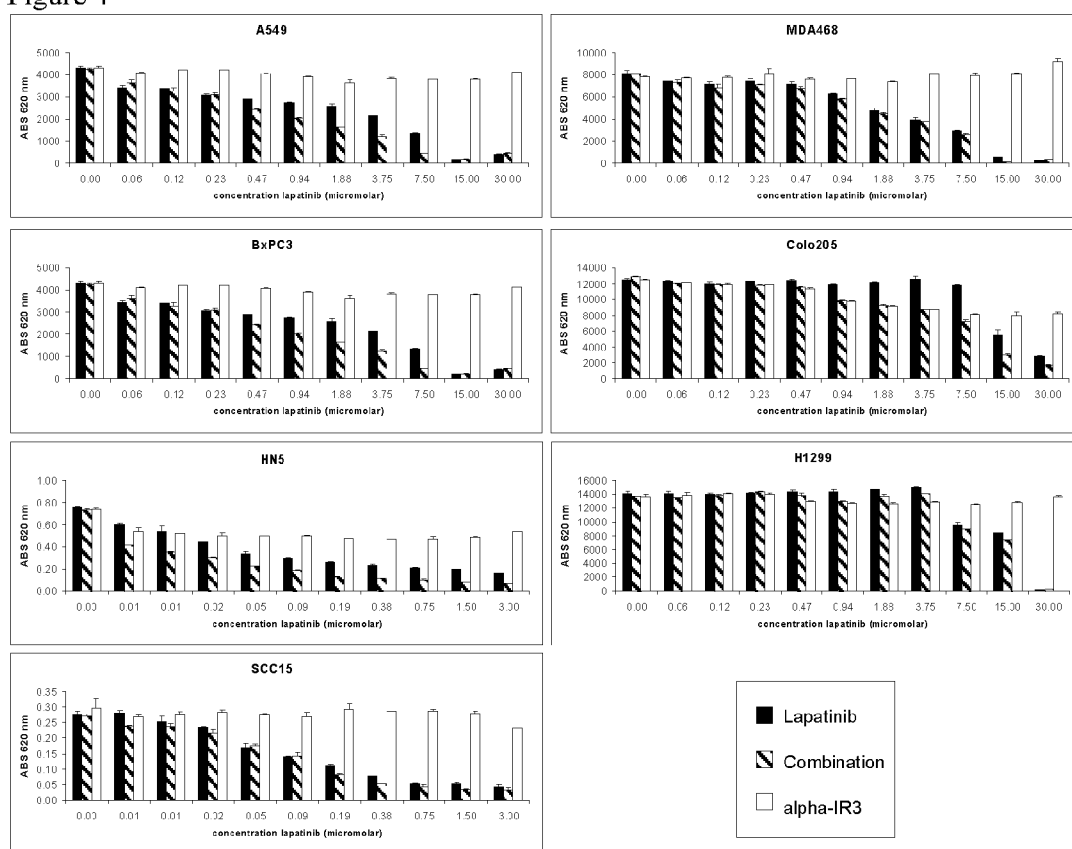 Figure 4
A549
ABS 620 nm
5000
4000
3000
2000
1000
0
0.00 0.06 0.12 0.23 0.47 0.94 1.88 3.75 7.50 15.00 30.00
concentration lapatinib (micromolar)
MDA468
ABS 620 nm
10000
8000
6000
4000
2000
0
0.00 0.06 0.12 0.23 0.47 0.94 1.88 3.75 7.50 15.00 30.00
concentration lapatinib (micromolar)
BxPC3
ABS 620 nm
5000
4000
3000
2000
1000
0
0.00 0.06 0.12 0.23 0.47 0.94 1.88 3.75 7.50 15.00 30.00
concentration lapatinib (micromolar)
Colo205
ABS 620 nm
14000
12000
10000
8000
6000
4000
2000
0
0.00 0.06 0.12 0.23 0.47 0.94 1.88 3.75 7.50 15.00 30.00
concentration lapatinib (micromolar)
HN5
ABS 620 nm
1.00
0.80
0.60
0.40
0.20
0.00
0.00 0.01 0.01 0.02 0.05 0.09 0.19 0.38 0.75 1.50 3.00
concentration lapatinib (micromolar)
H1299
ABS 620 nm
16000
14000
12000
10000
8000
6000
4000
2000
0
0.00 0.06 0.12 0.23 0.47 0.94 1.88 3.75 7.50 15.00 30.00
concentration lapatinib (micromolar)
SCC15
ABS 620 nm
0.35
0.30
0.25
0.20
0.15
0.10
0.05
0.00
0.00 0.01 0.01 0.02 0.05 0.09 0.19 0.38 0.75 1.50 3.00
concentration lapatinib (micromolar)
Lapatinib
Combination
alpha-IR3